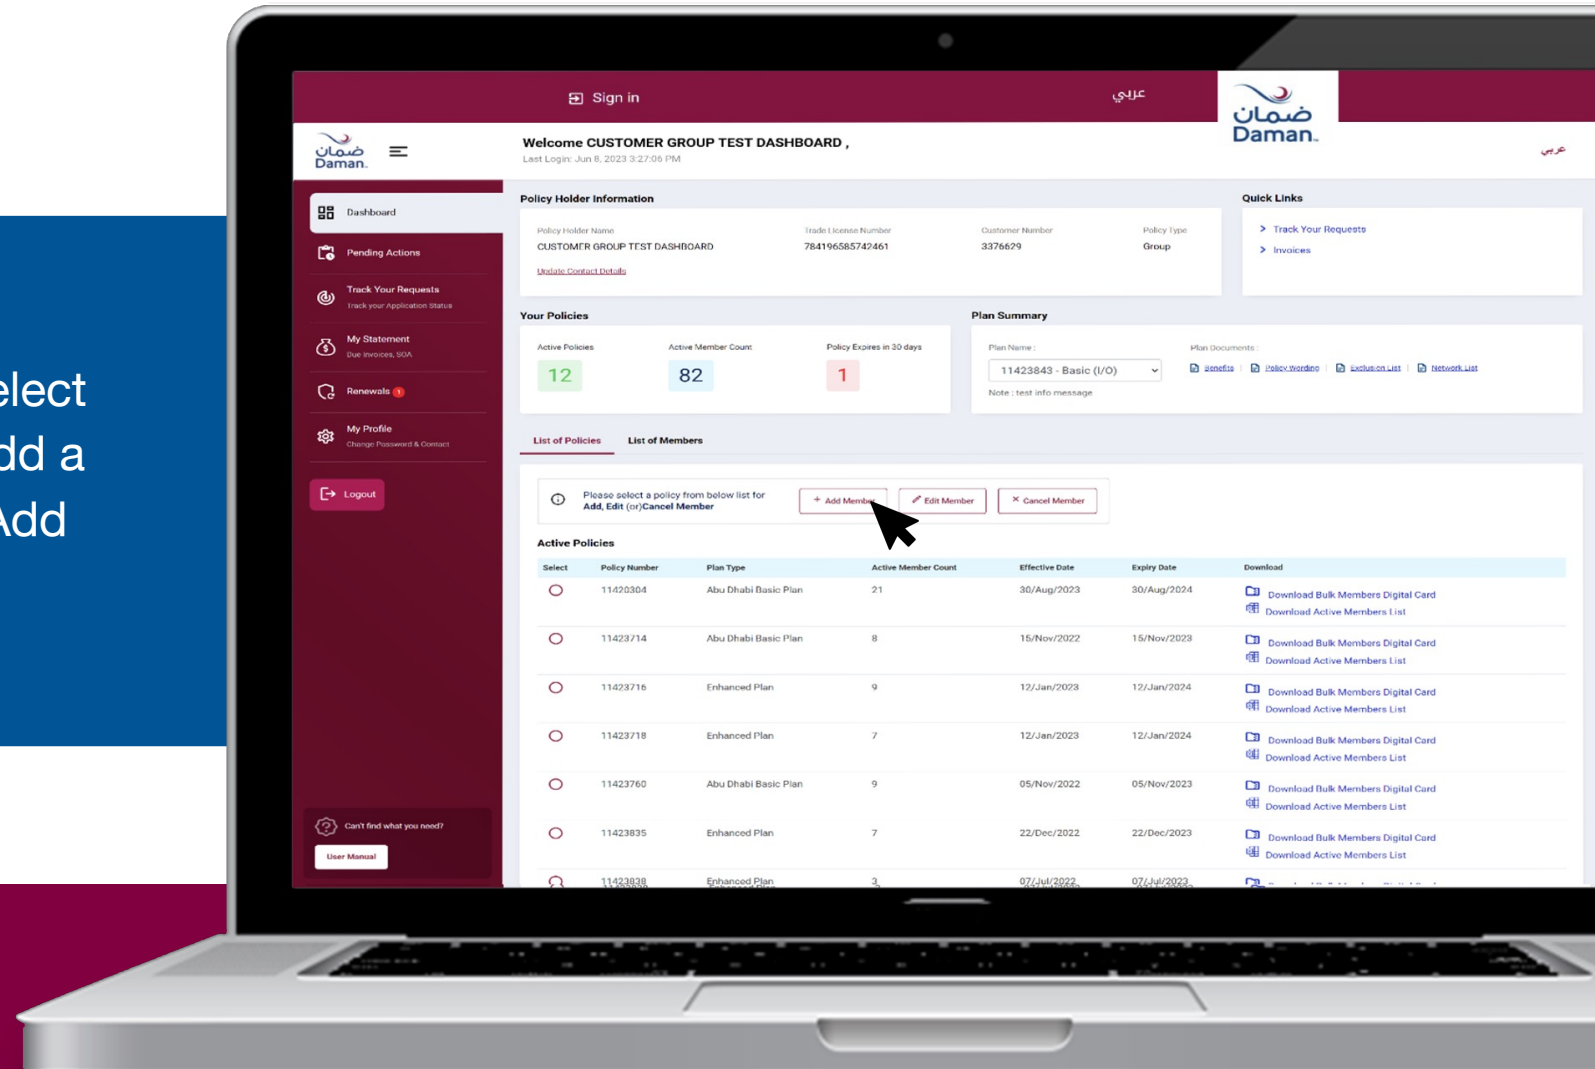 elect
dd a
Add
Sign in
عربي
ضمان
Daman
ضمان
Daman
Welcome CUSTOMER GROUP TEST DASHBOARD ,
Last Login: Jun 8, 2023 3:27:06 PM
عربي
Dashboard
Pending Actions
Track Your Requests
Track your Application Status
My Statement
Due Invoices, SOA
Renewals 1
My Profile
Change Password & Contact
Logout
Can't find what you need?
User Manual
Policy Holder Information
Policy Holder Name Trade License Number Customer Number Policy Type
CUSTOMER GROUP TEST DASHBOARD 784196585742461 3376629 Group
Update Contact Details
Quick Links
> Track Your Requests
> Invoices
Your Policies
Active Policies Active Member Count Policy Expires in 30 days
12 82 1
Plan Summary
Plan Name : Plan Documents :
11423843 - Basic (I/O) Benefits | Policy Wording | Exclusion List | Network List
Note : test info message
List of Policies List of Members
Please select a policy from below list for
Add, Edit (or)Cancel Member
+ Add Member Edit Member × Cancel Member
Active Policies
Select Policy Number Plan Type Active Member Count Effective Date Expiry Date Download
11420304 Abu Dhabi Basic Plan 21 30/Aug/2023 30/Aug/2024 Download Bulk Members Digital Card
Download Active Members List
11423714 Abu Dhabi Basic Plan 8 15/Nov/2022 15/Nov/2023 Download Bulk Members Digital Card
Download Active Members List
11423716 Enhanced Plan 9 12/Jan/2023 12/Jan/2024 Download Bulk Members Digital Card
Download Active Members List
11423718 Enhanced Plan 7 12/Jan/2023 12/Jan/2024 Download Bulk Members Digital Card
Download Active Members List
11423760 Abu Dhabi Basic Plan 9 05/Nov/2022 05/Nov/2023 Download Bulk Members Digital Card
Download Active Members List
11423835 Enhanced Plan 7 22/Dec/2022 22/Dec/2023 Download Bulk Members Digital Card
Download Active Members List
11423838 Enhanced Plan 3 07/Jul/2022 07/Jul/2023